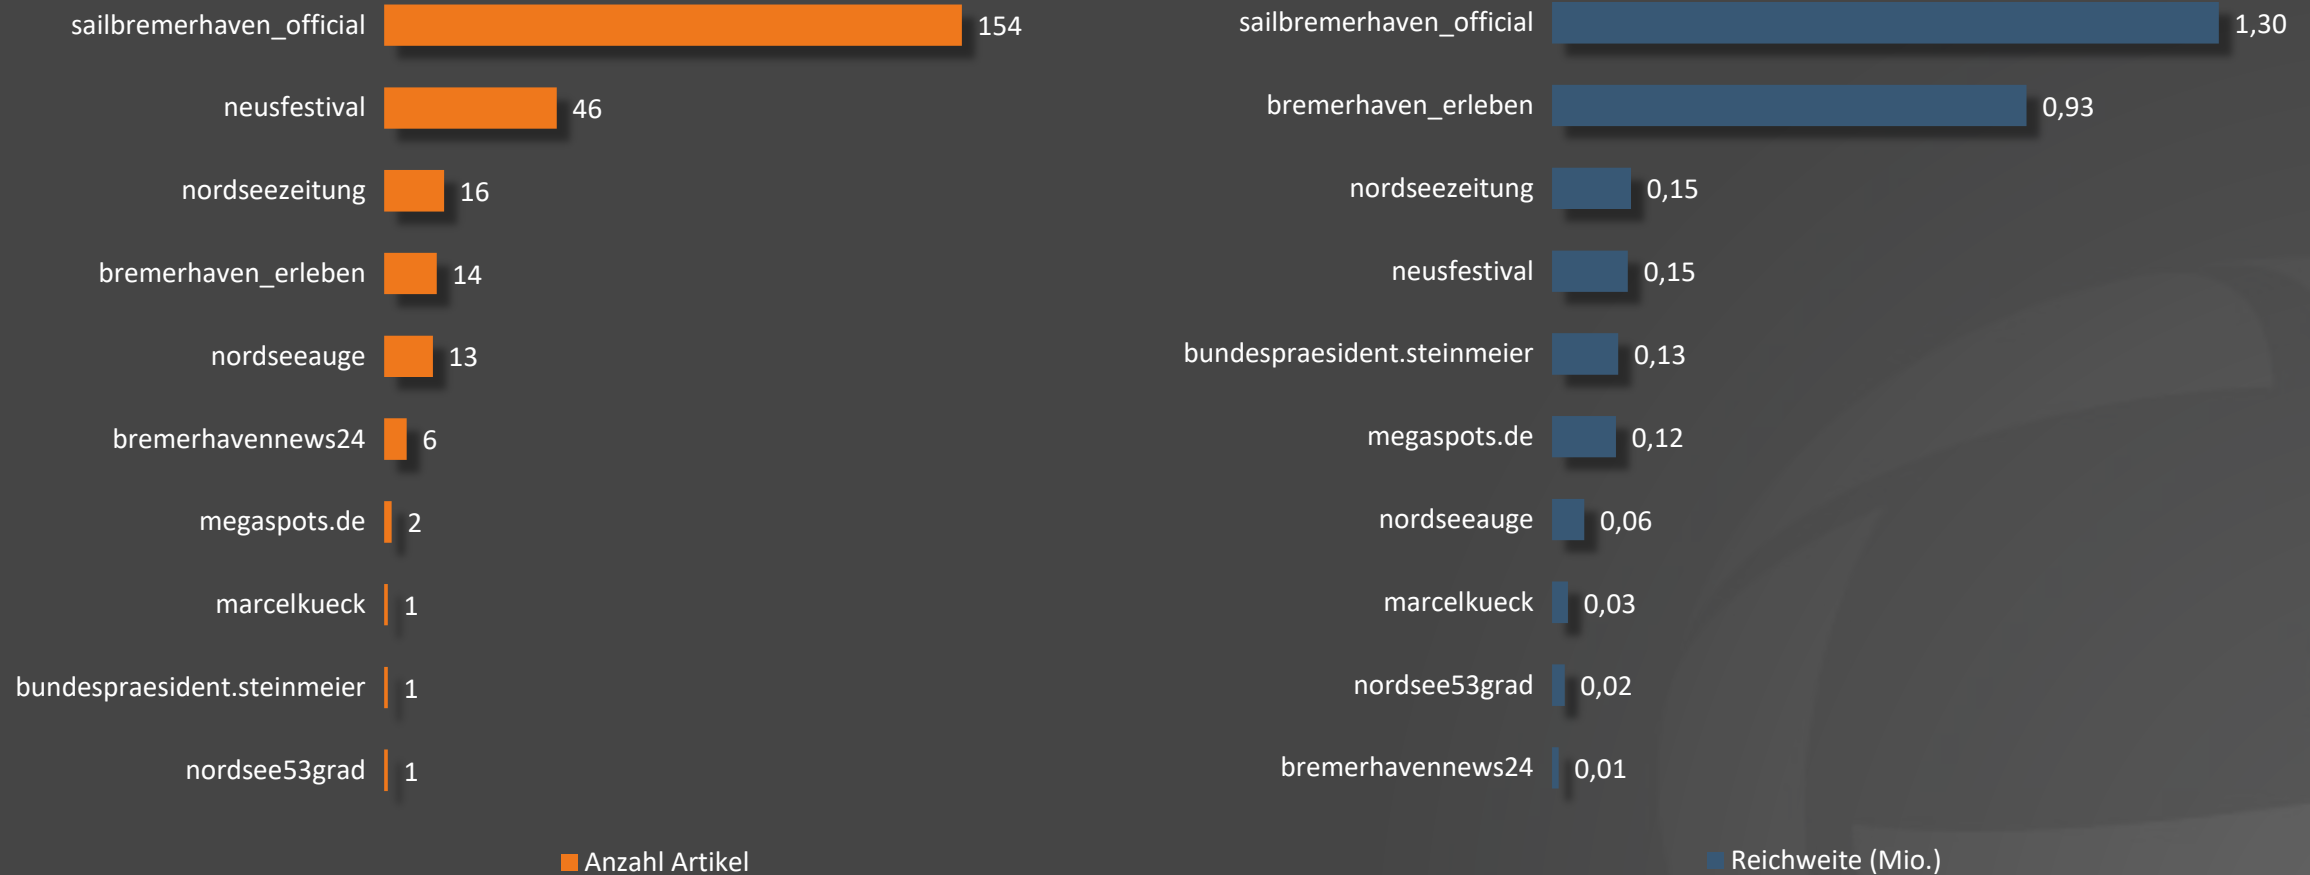 sailbremerhaven_official 154
neusfestival 46
nordseezeitung 16
bremerhaven_erleben 14
nordseeauge 13
bremerhavennews24 6
megaspots.de 2
marcelkueck 1
bundespraesident.steinmeier 1
nordsee53grad 1
Anzahl Artikel
sailbremerhaven_official 1,30
bremerhaven_erleben 0,93
nordseezeitung 0,15
neusfestival 0,15
bundespraesident.steinmeier 0,13
megaspots.de 0,12
nordseeauge 0,06
marcelkueck 0,03
nordsee53grad 0,02
bremerhavennews24 0,01
Reichweite (Mio.)